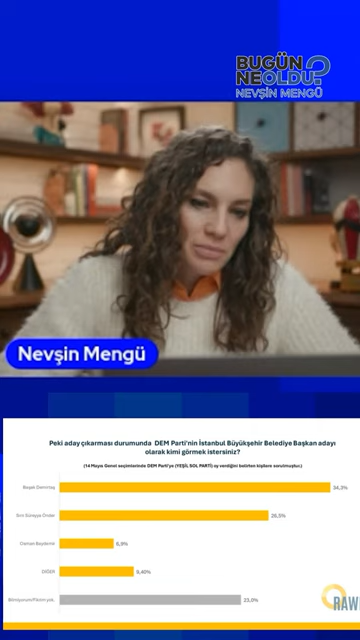 BUGÜN
NE OLDU?
NEVŞİN MENGÜ
Nevşin Mengü
Peki aday çıkarması durumunda DEM Parti'nin İstanbul Büyükşehir Belediye Başkan adayı
olarak kimi görmek istersiniz?
(14 Mayıs Genel seçimlerinde DEM Parti'ye (YEŞİL SOL PARTİ) oy verdiğini belirten kişilere sorulmuştur.)
Başak Demirtaş
34,3%
Sırrı Süreyya Önder
26,5%
Osman Baydemir
6,9%
DİĞER
9,40%
Bilmiyorum/Fikrim yok.
23,0%
RAW